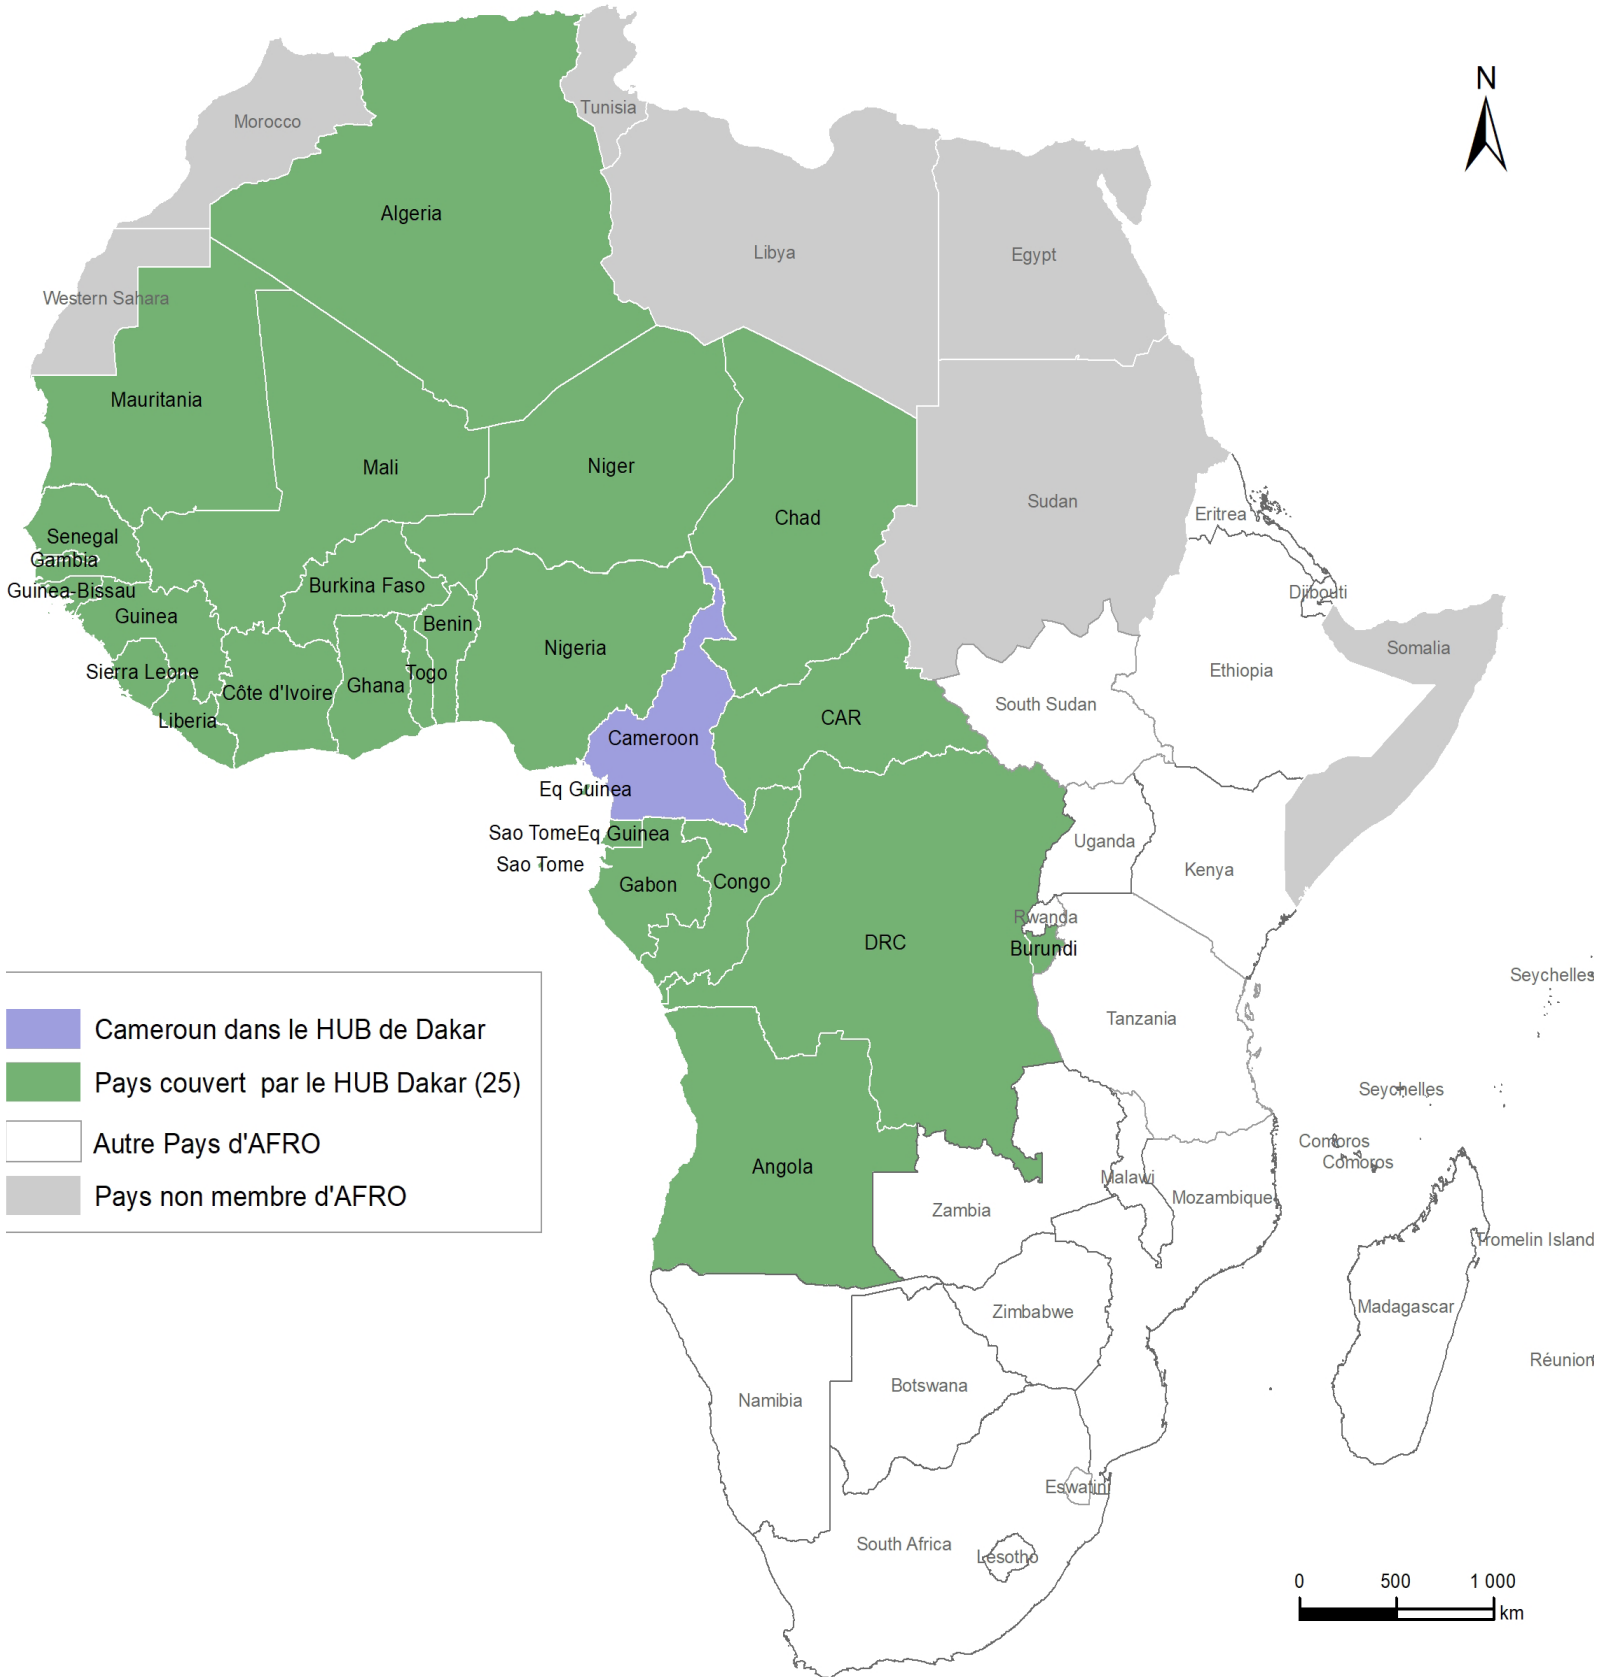 N
Tunisia
Morocco
Algeria
Libya
Egypt
Western Sahara
Mauritania
Mali
Niger
Chad
Sudan
Eritrea
Senegal
Gambia
Guinea-Bissau
Burkina Faso
Djibouti
Guinea
Benin
Nigeria
Somalia
Sierra Leone
Togo
Ethiopia
Ghana
Côte d'Ivoire
South Sudan
Liberia
CAR
Cameroon
Eq Guinea
Sao Tome
Eq Guinea
Uganda
Sao Tome
Kenya
Gabon
Congo
Rwanda
DRC
Burundi
Seychelles
Tanzania
Cameroun dans le HUB de Dakar
Pays couvert par le HUB Dakar (25)
Autre Pays d'AFRO
Pays non membre d'AFRO
Seychelles
Comoros
Comoros
Angola
Malawi
Mozambique
Zambia
Tromelin Island
Madagascar
Zimbabwe
Réunion
Botswana
Namibia
Eswatini
South Africa
Lesotho
0 500 1 000
km